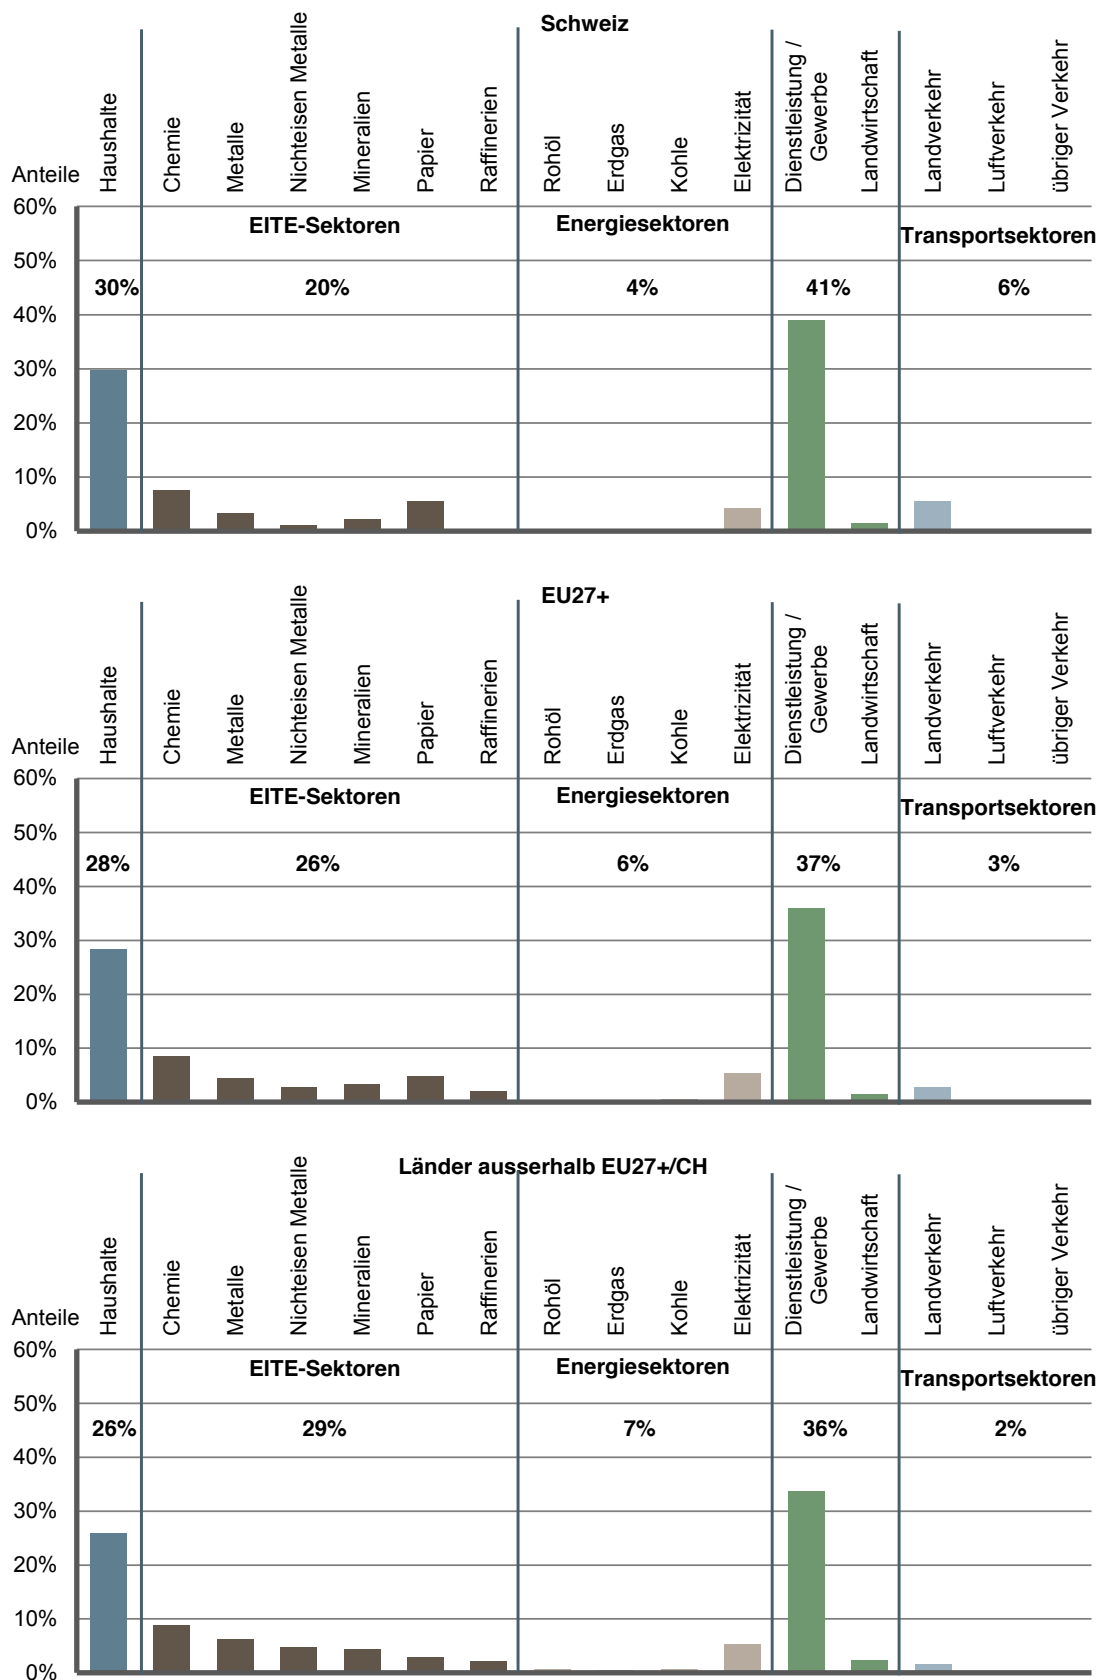 Schweiz
Anteile
Haushalte
Chemie
Metalle
Nichteisen Metalle
Mineralien
Papier
Raffinerien
Rohöl
Erdgas
Kohle
Elektrizität
Dienstleistung /
Gewerbe
Landwirtschaft
Landverkehr
Luftverkehr
übriger Verkehr
60%
EITE-Sektoren
Energiesektoren
Transportsektoren
50%
30%
20%
4%
41%
6%
40%
30%
20%
10%
0%
EU27+
Anteile
Haushalte
Chemie
Metalle
Nichteisen Metalle
Mineralien
Papier
Raffinerien
Rohöl
Erdgas
Kohle
Elektrizität
Dienstleistung /
Gewerbe
Landwirtschaft
Landverkehr
Luftverkehr
übriger Verkehr
60%
EITE-Sektoren
Energiesektoren
Transportsektoren
50%
28%
26%
6%
37%
3%
40%
30%
20%
10%
0%
Länder ausserhalb EU27+/CH
Anteile
Haushalte
Chemie
Metalle
Nichteisen Metalle
Mineralien
Papier
Raffinerien
Rohöl
Erdgas
Kohle
Elektrizität
Dienstleistung /
Gewerbe
Landwirtschaft
Landverkehr
Luftverkehr
übriger Verkehr
60%
EITE-Sektoren
Energiesektoren
Transportsektoren
50%
26%
29%
7%
36%
2%
40%
30%
20%
10%
0%